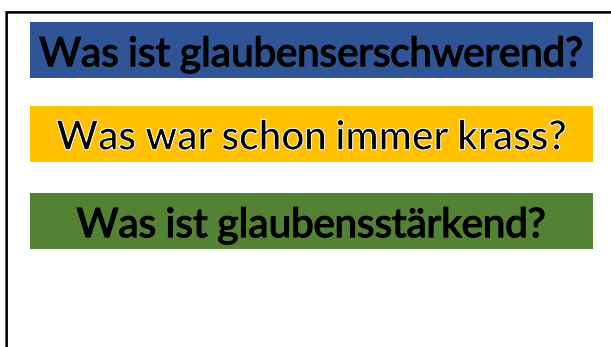 Was ist glaubenserschwerend?
Was war schon immer krass?
Was ist glaubensstärkend?